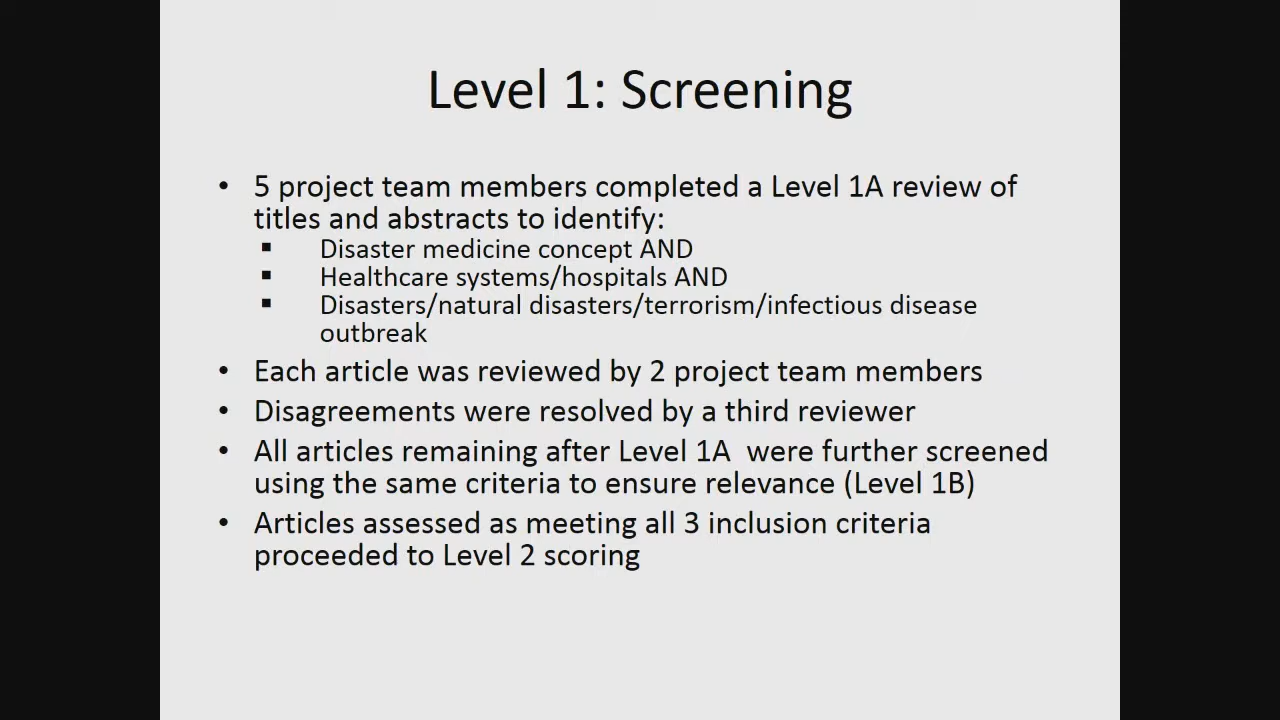 Level 1: Screening
• 5 project team members completed a Level 1A review of
titles and abstracts to identify:
▪ Disaster medicine concept AND
▪ Healthcare systems/hospitals AND
▪ Disasters/natural disasters/terrorism/infectious disease
outbreak
• Each article was reviewed by 2 project team members
• Disagreements were resolved by a third reviewer
• All articles remaining after Level 1A  were further screened
using the same criteria to ensure relevance (Level 1B)
• Articles assessed as meeting all 3 inclusion criteria
proceeded to Level 2 scoring